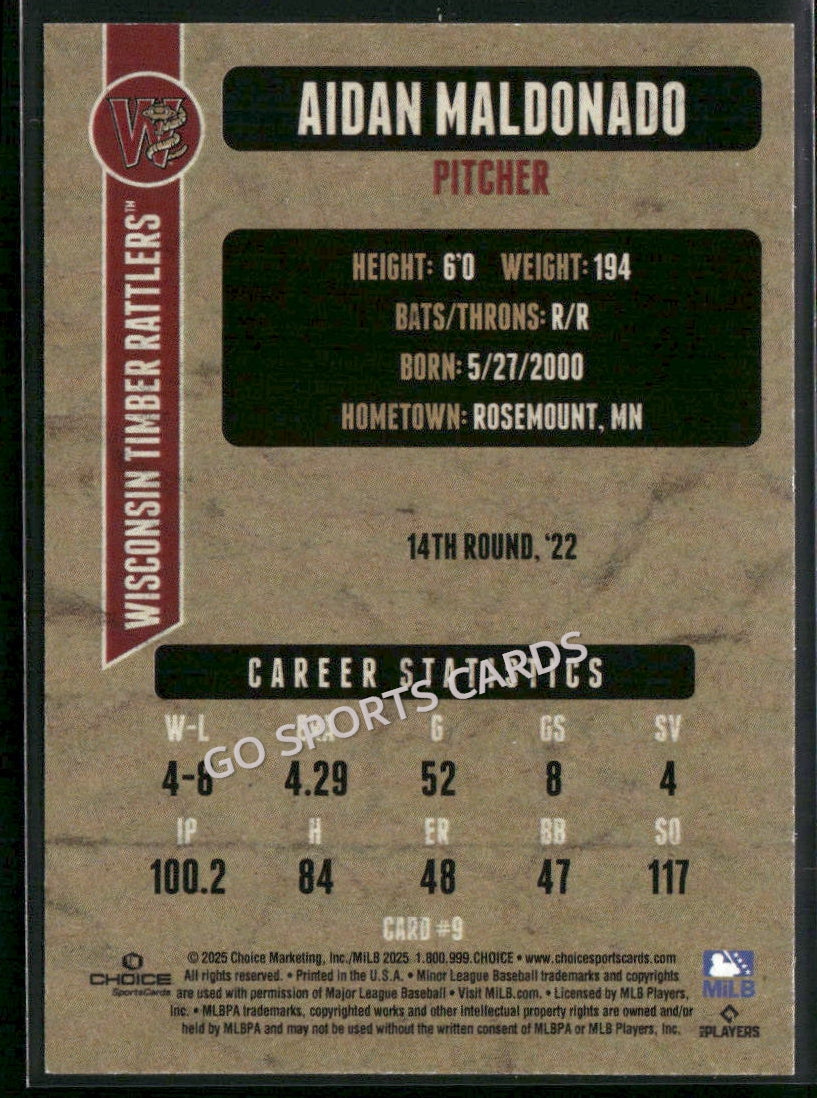 W
WISCONSIN TIMBER RATTLERS™
AIDAN MALDONADO
PITCHER
HEIGHT: 6'0 WEIGHT: 194
BATS/THRONS: R/R
BORN: 5/27/2000
HOMETOWN: ROSEMOUNT, MN
14TH ROUND, '22
CAREER STATISTICS
GO SPORTS CARDS
W-L ERA G GS SV
4-8 4.29 52 8 4
IP H ER BB SO
100.2 84 48 47 117
CARD #9
CHOICE
SportsCards
© 2025 Choice Marketing, Inc./MiLB 2025 1.800.999.CHOICE • www.choicesportscards.com
All rights reserved. • Printed in the U.S.A. • Minor League Baseball trademarks and copyrights
are used with permission of Major League Baseball • Visit MiLB.com. • Licensed by MLB Players,
Inc. • MLBPA trademarks, copyrighted works and other intellectual property rights are owned and/or
held by MLBPA and may not be used without the written consent of MLBPA or MLB Players, Inc.
MiLB
MLB PLAYERS